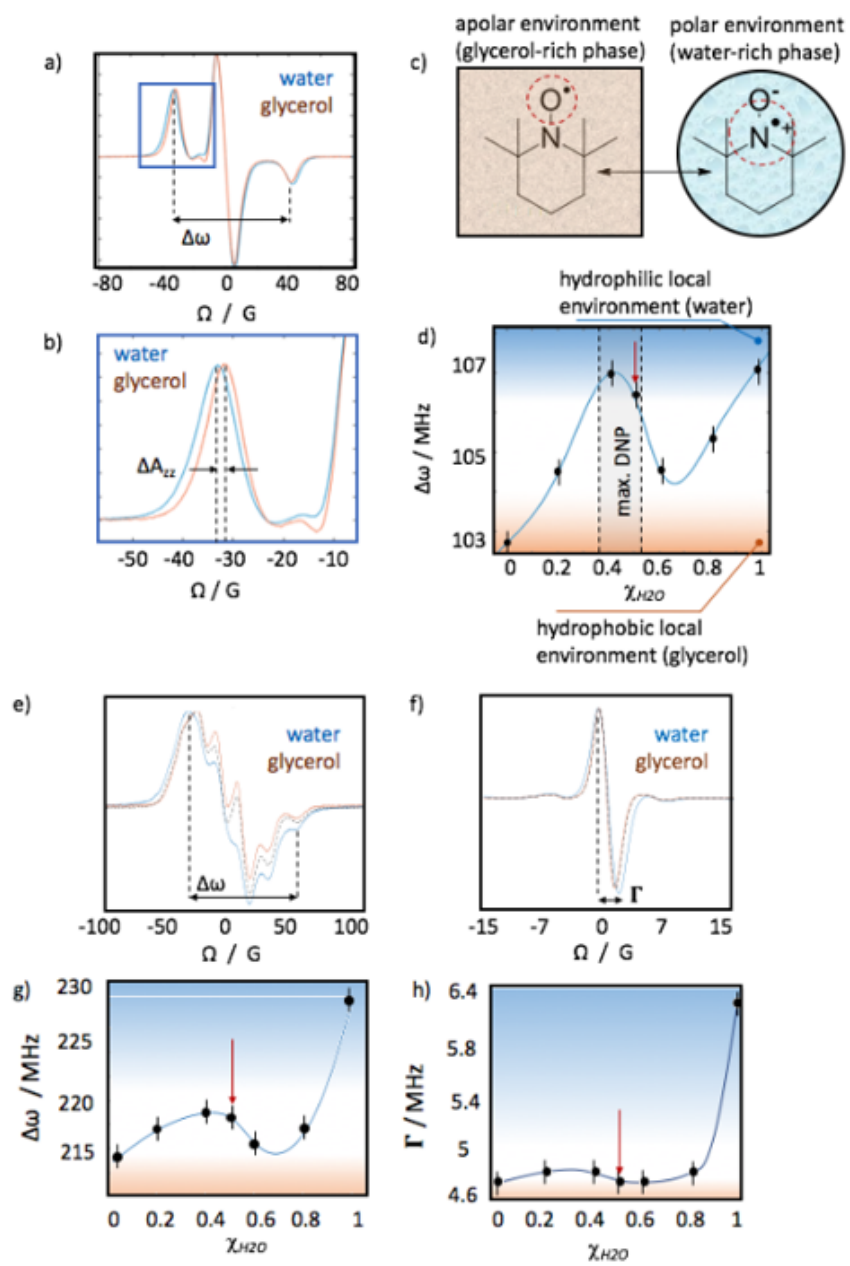 a)
water
glycerol
Δω
-80 -40 0 40 80
Ω / G
c)
apolar environment
(glycerol-rich phase)
polar environment
(water-rich phase)
O•
N
O-
N•+
b)
water
glycerol
ΔAzz
-50 -40 -30 -20 -10
Ω / G
hydrophilic local
environment (water)
d)
107
105
103
Δω / MHz
max. DNP
0 0.2 0.4 0.6 0.8 1
χH2O
hydrophobic local
environment (glycerol)
e)
water
glycerol
Δω
-100 -50 0 50 100
Ω / G
f)
water
glycerol
Γ
-15 -7 0 7 15
Ω / G
g)
230
225
220
215
Δω / MHz
0 0.2 0.4 0.6 0.8 1
χH2O
h)
6.4
5.8
5.4
5
4.6
Γ / MHz
0 0.2 0.4 0.6 0.8 1
χH2O